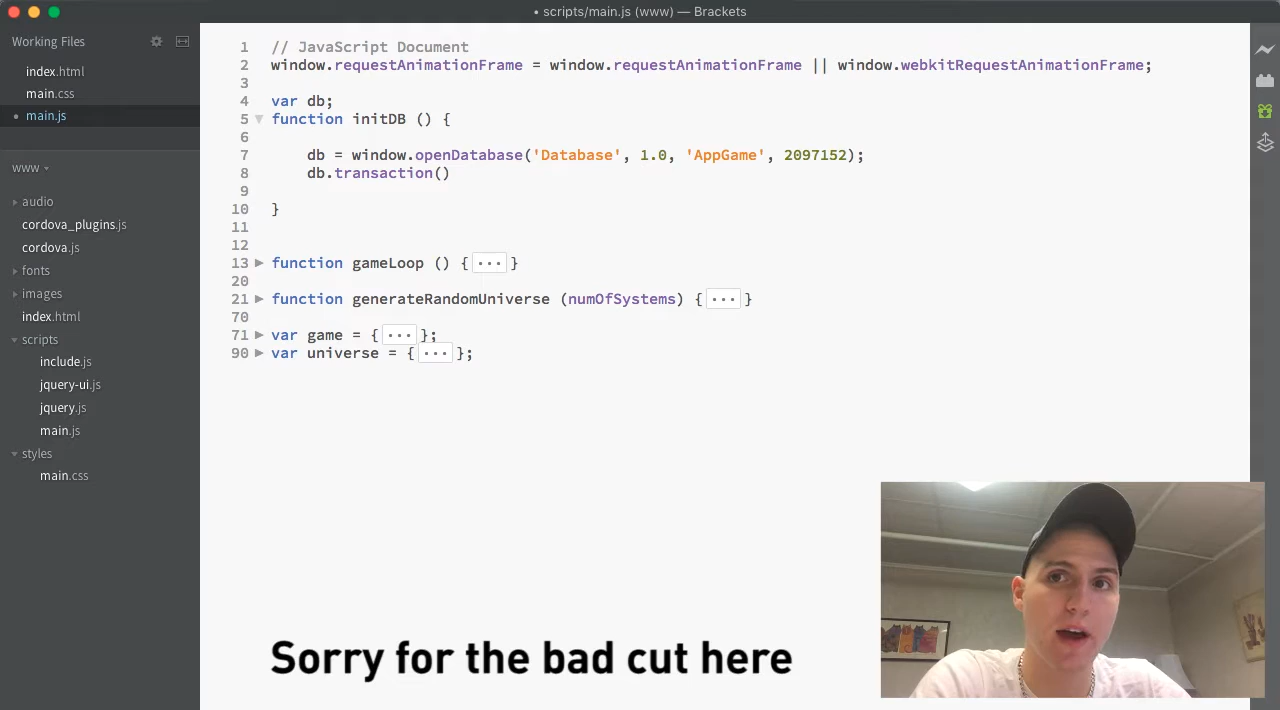 • scripts/main.js (www) — Brackets
Working Files
index.html
main.css
• main.js
www
audio
cordova_plugins.js
cordova.js
fonts
images
index.html
scripts
include.js
jquery-ui.js
jquery.js
main.js
styles
main.css
1 // JavaScript Document
2 window.requestAnimationFrame = window.requestAnimationFrame || window.webkitRequestAnimationFrame;
3
4 var db;
5 function initDB () {
6
7 db = window.openDatabase('Database', 1.0, 'AppGame', 2097152);
8 db.transaction()
9
10 }
11
12
13 function gameLoop () {...}
20
21 function generateRandomUniverse (numOfSystems) {...}
70
71 var game = {...};
90 var universe = {...};
Sorry for the bad cut here